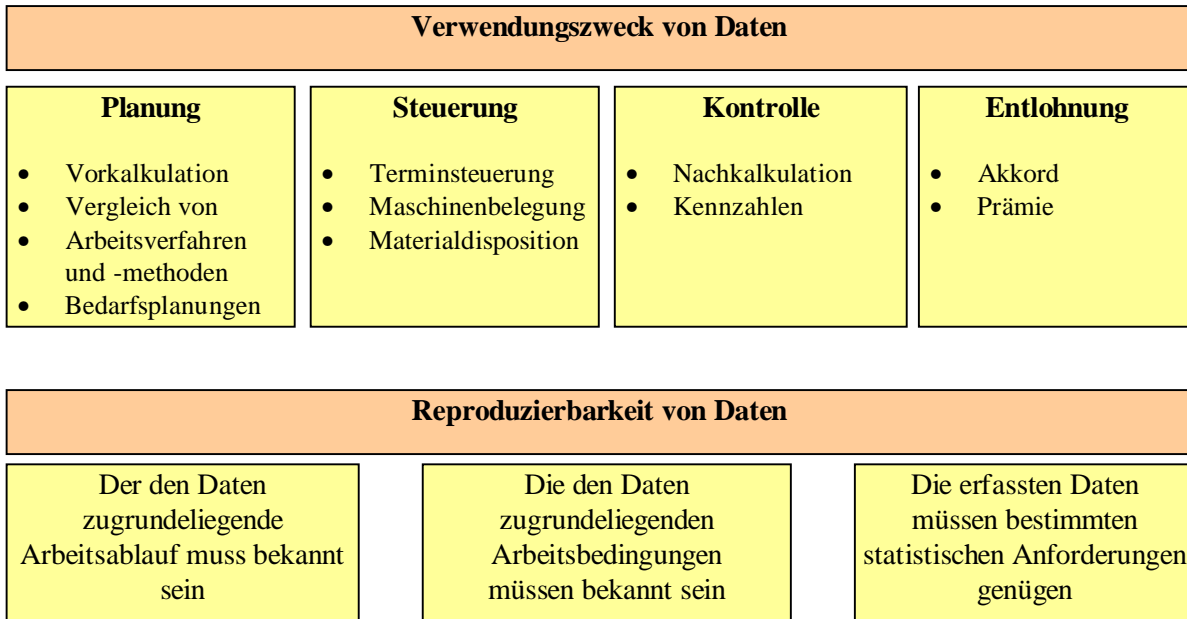 Verwendungszweck von Daten
Planung
• Vorkalkulation
• Vergleich von
• Arbeitsverfahren
und -methoden
• Bedarfsplanungen
Steuerung
• Terminsteuerung
• Maschinenbelegung
• Materialdisposition
Kontrolle
• Nachkalkulation
• Kennzahlen
Entlohnung
• Akkord
• Prämie
Reproduzierbarkeit von Daten
Der den Daten
zugrundeliegende
Arbeitsablauf muss bekannt
sein
Die den Daten
zugrundeliegenden
Arbeitsbedingungen
müssen bekannt sein
Die erfassten Daten
müssen bestimmten
statistischen Anforderungen
genügen